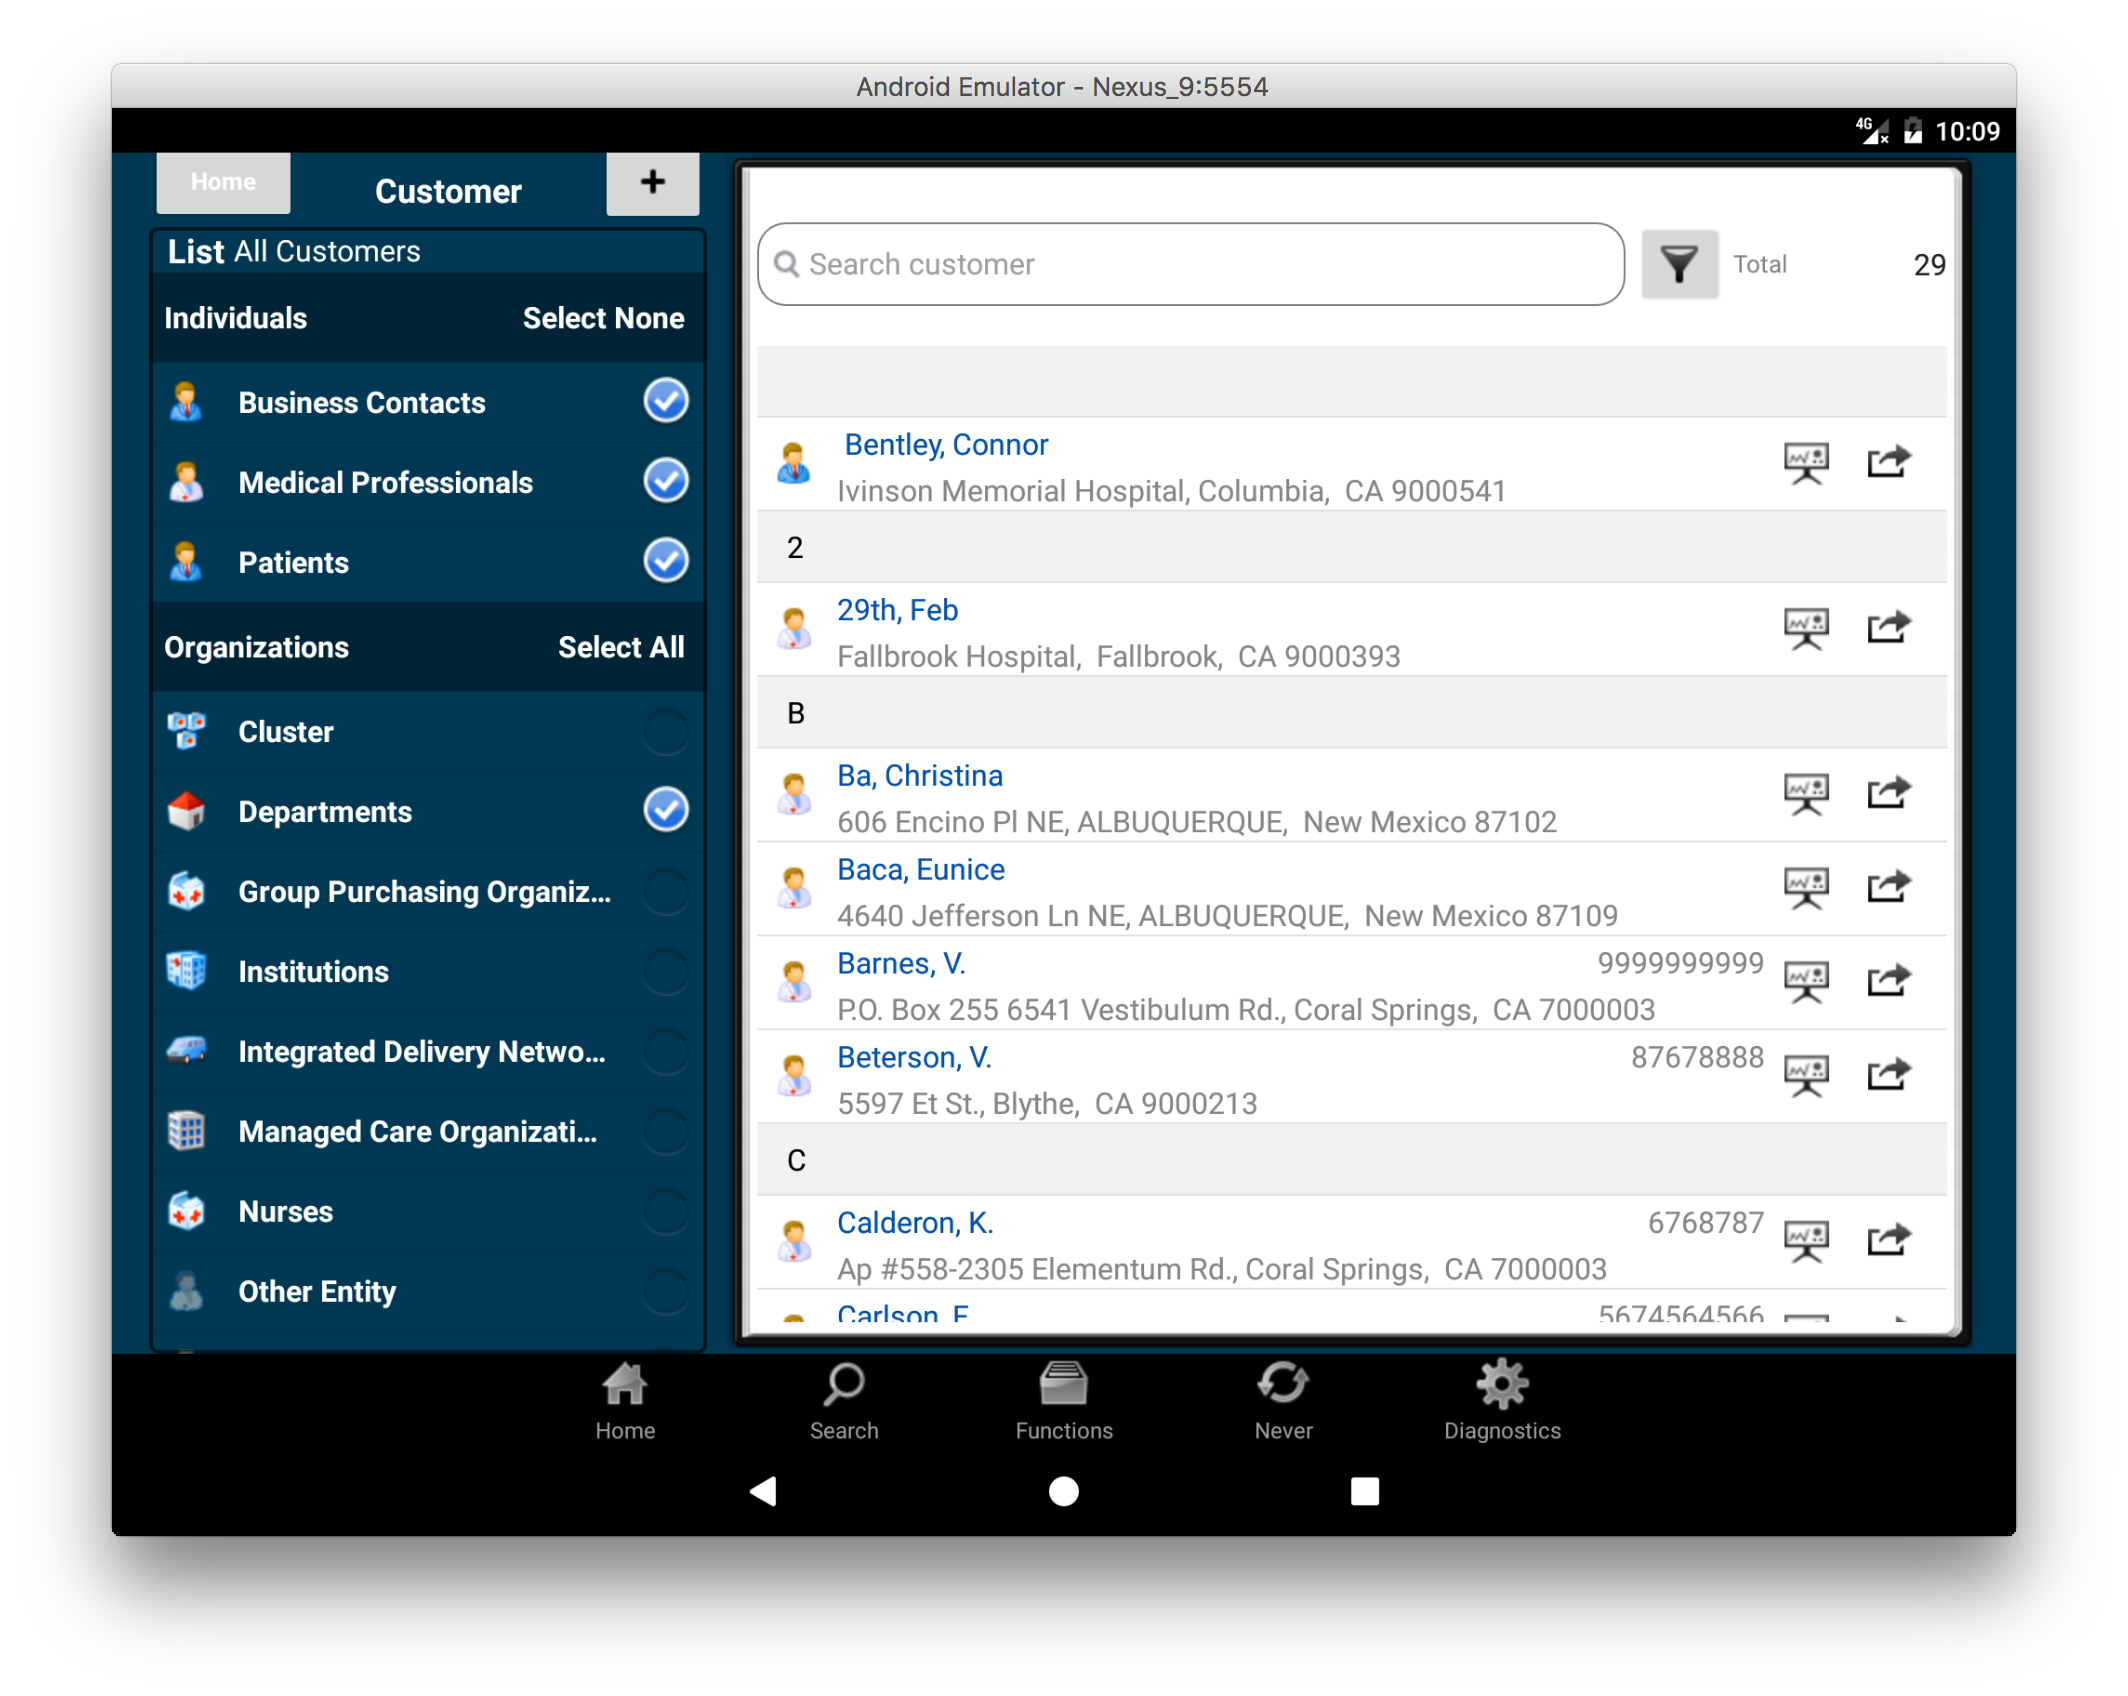 Android Emulator - Nexus_9:5554
4G 10:09
Home
Customer
+
List All Customers
Individuals Select None
Business Contacts
Medical Professionals
Patients
Organizations Select All
Cluster
Departments
Group Purchasing Organiz...
Institutions
Integrated Delivery Netwo...
Managed Care Organizati...
Nurses
Other Entity
Search customer
Total 29
Bentley, Connor
Ivinson Memorial Hospital, Columbia, CA 9000541
2
29th, Feb
Fallbrook Hospital, Fallbrook, CA 9000393
B
Ba, Christina
606 Encino Pl NE, ALBUQUERQUE, New Mexico 87102
Baca, Eunice
4640 Jefferson Ln NE, ALBUQUERQUE, New Mexico 87109
Barnes, V. 9999999999
P.O. Box 255 6541 Vestibulum Rd., Coral Springs, CA 7000003
Beterson, V. 87678888
5597 Et St., Blythe, CA 9000213
C
Calderon, K. 6768787
Ap #558-2305 Elementum Rd., Coral Springs, CA 7000003
Carlson, 5674564566
Home
Search
Functions
Never
Diagnostics